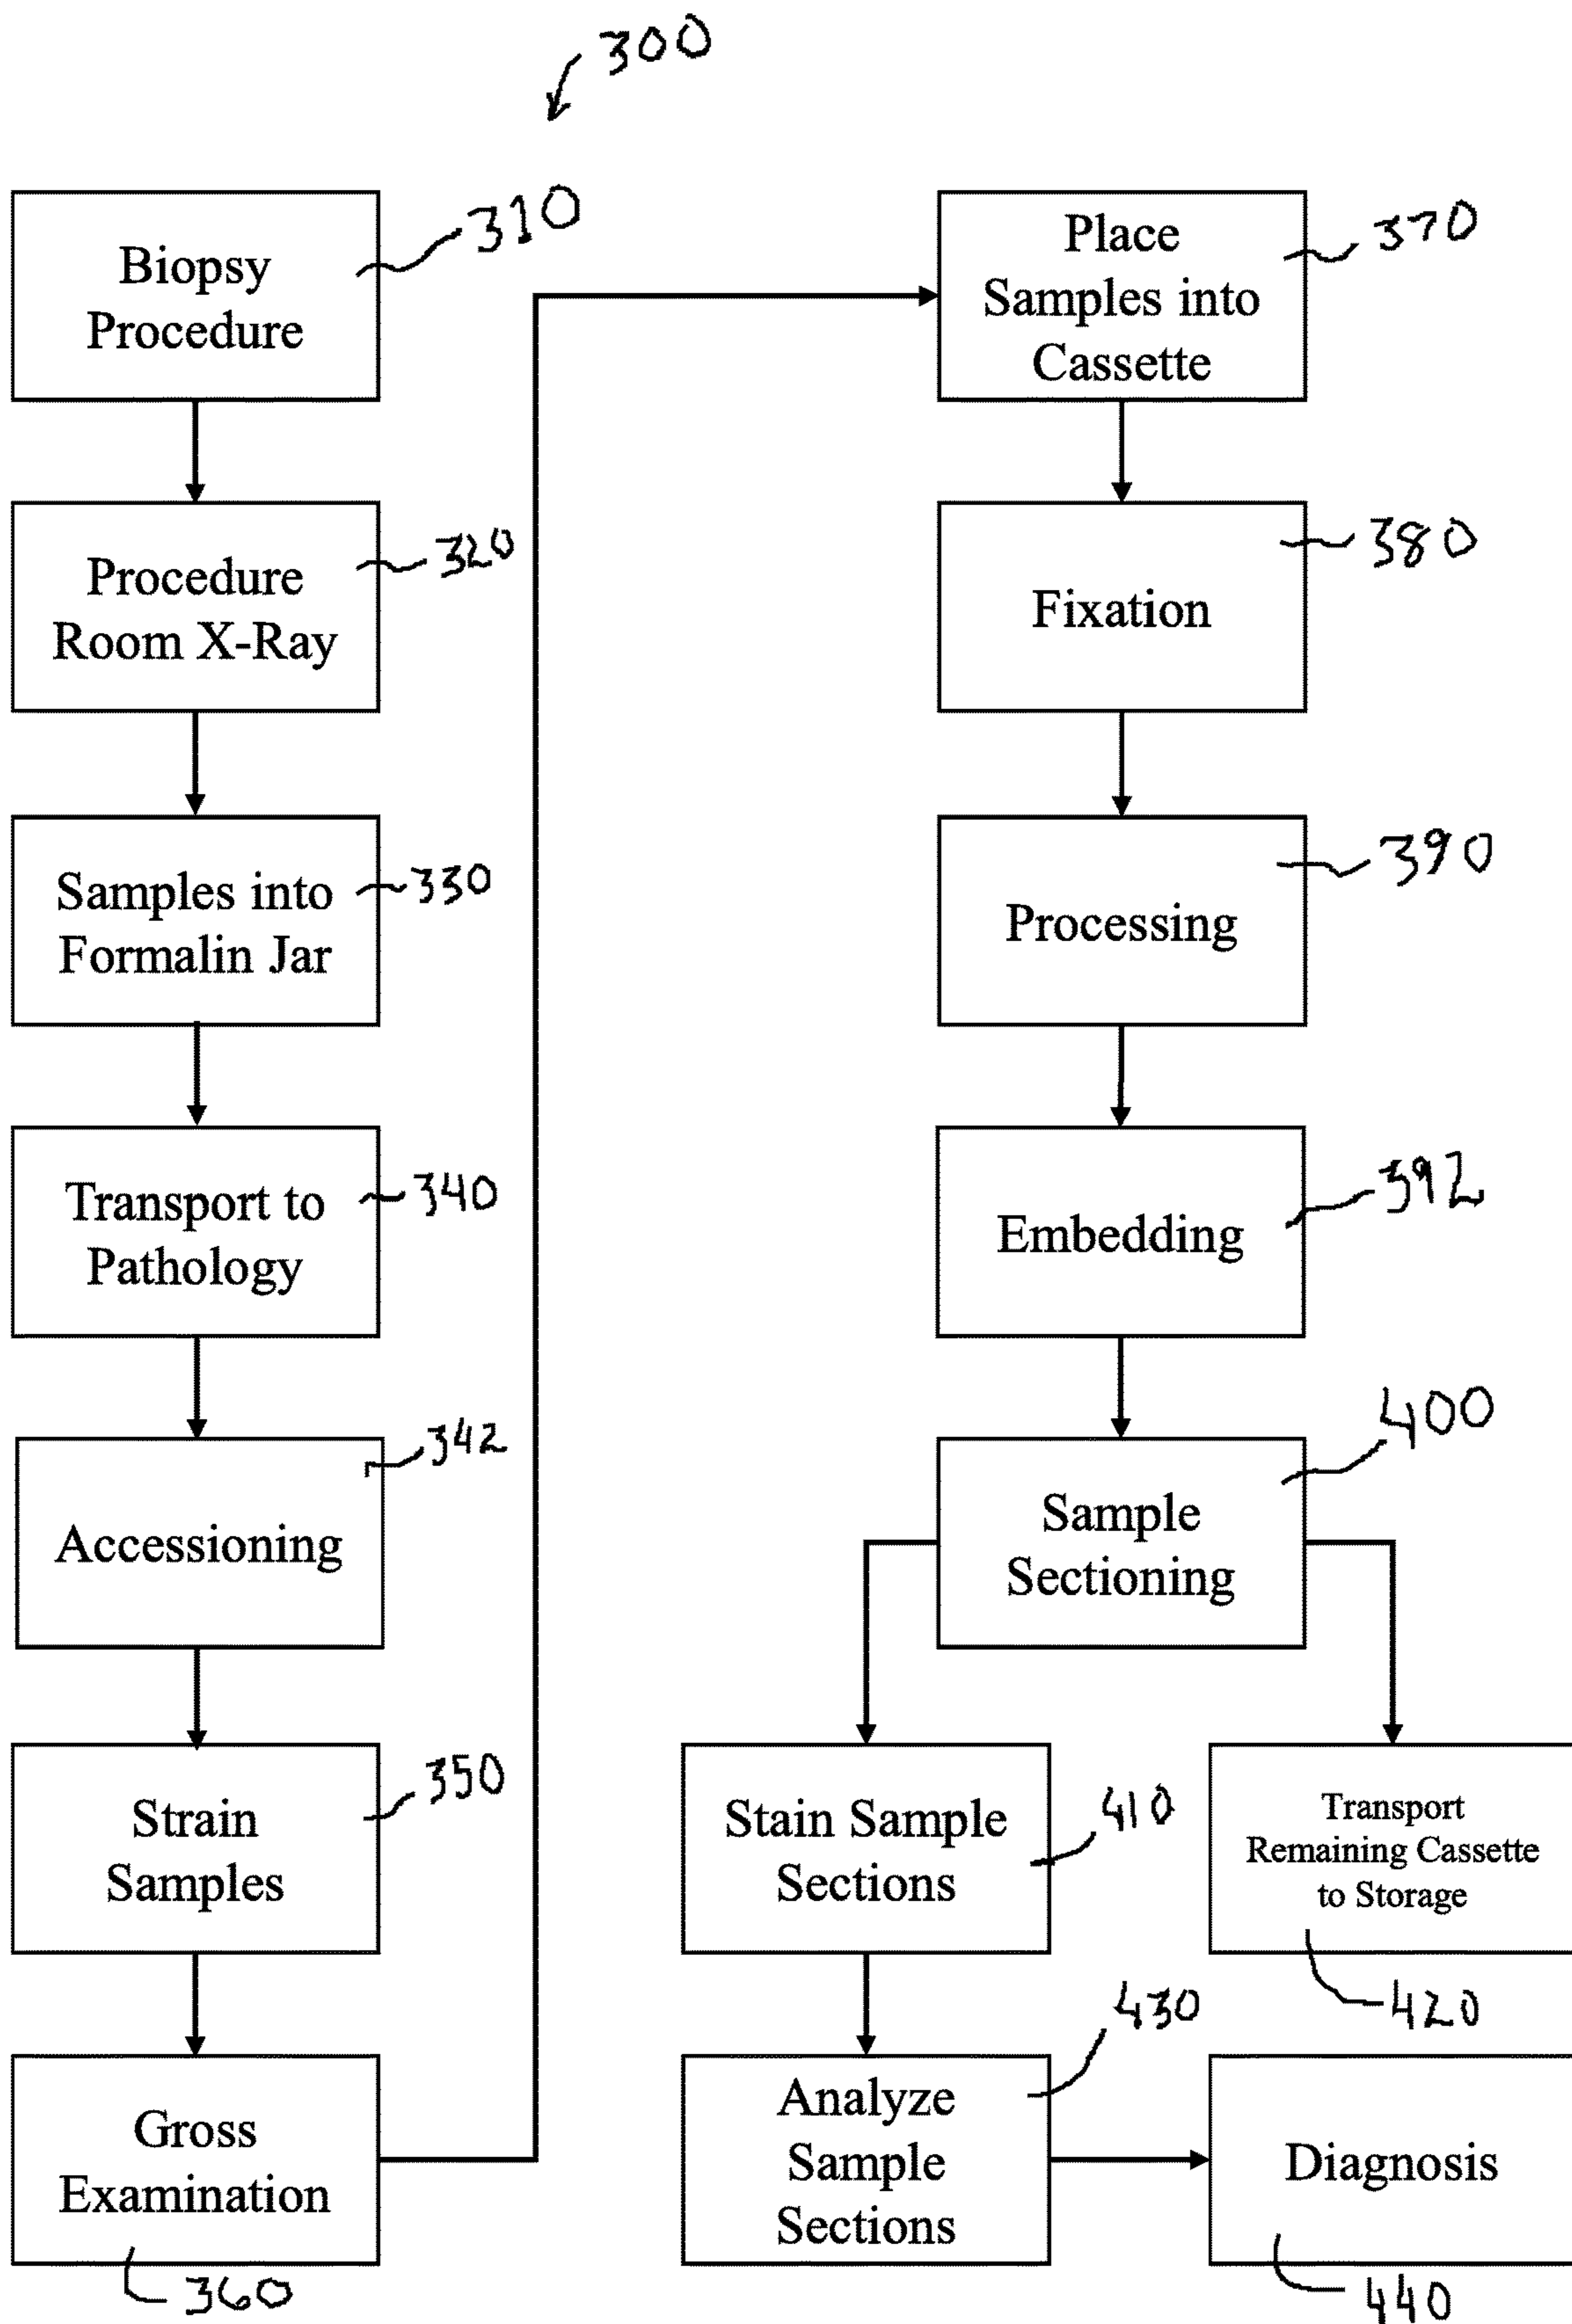 300
Biopsy
Procedure
310
Procedure
Room X-Ray
320
Samples into
Formalin Jar
330
Transport to
Pathology
340
Accessioning
342
Strain
Samples
350
Gross
Examination
360
Place
Samples into
Cassette
370
Fixation
380
Processing
390
Embedding
392
Sample
Sectioning
400
Stain Sample
Sections
410
Transport
Remaining Cassette
to Storage
420
Analyze
Sample
Sections
430
Diagnosis
440